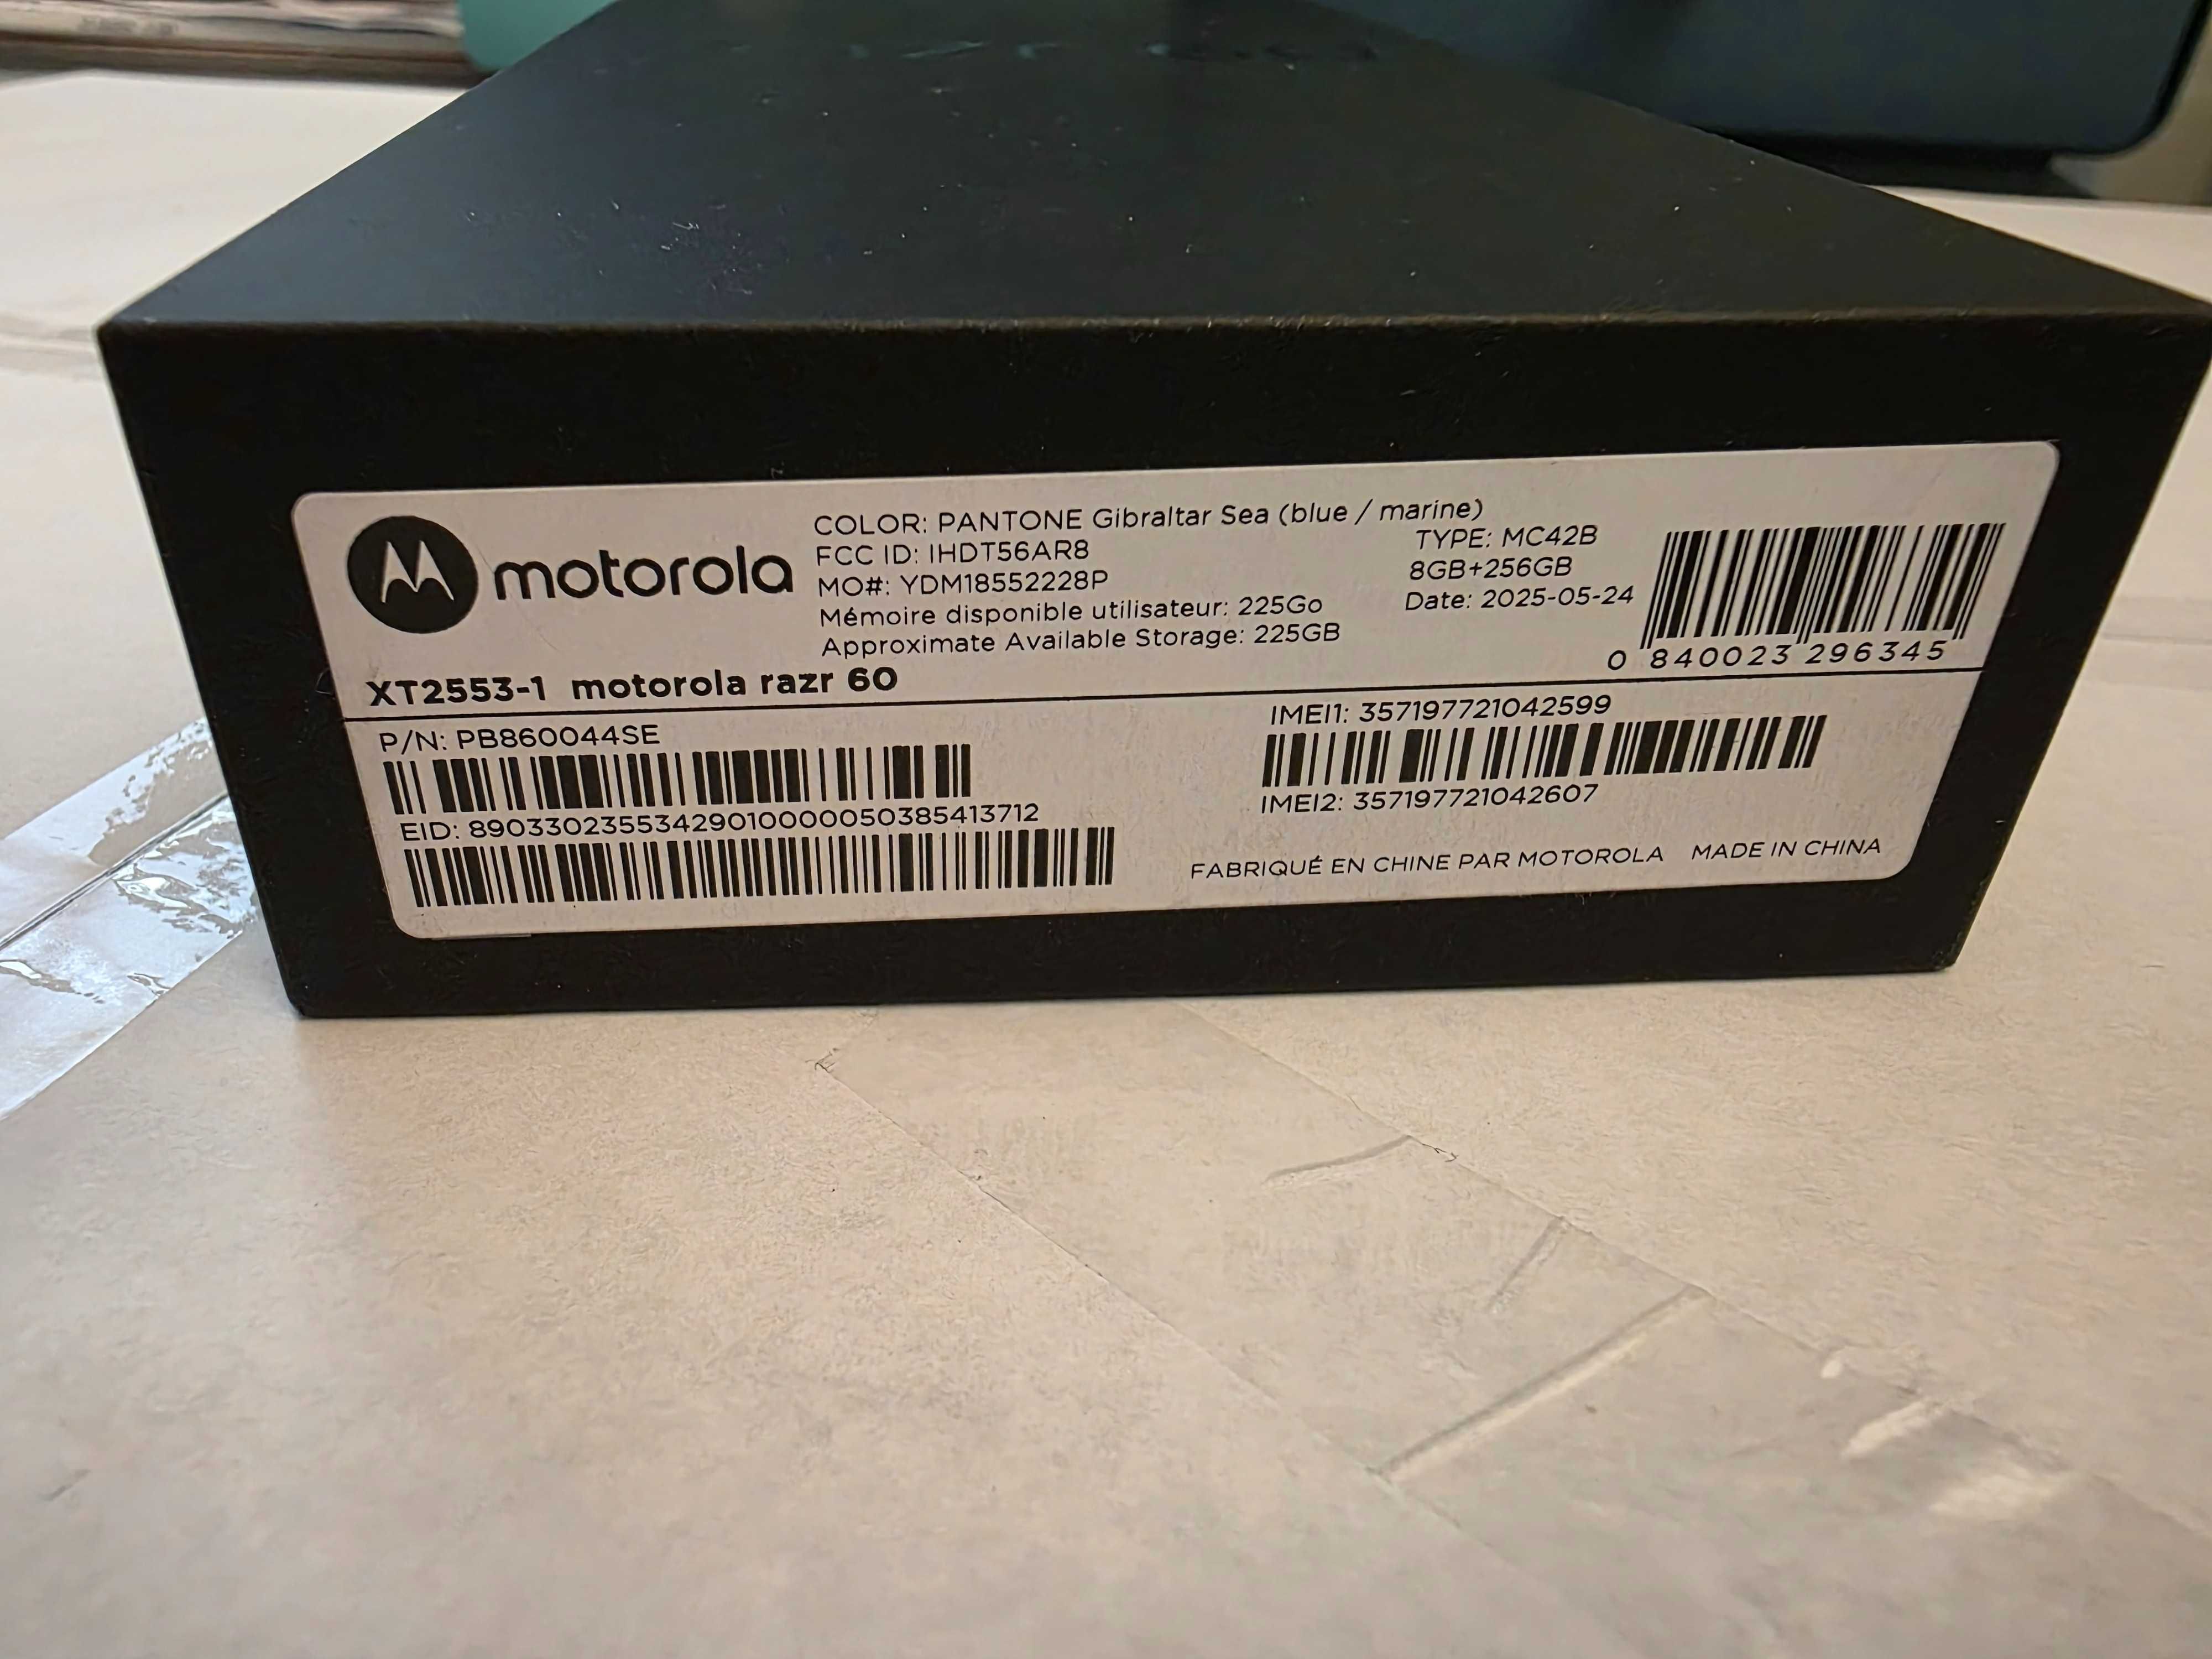 motorola
COLOR: PANTONE Gibraltar Sea (blue / marine)
FCC ID: IHDT56AR8
MO#: YDM18552228P
Mémoire disponible utilisateur: 225Go
Approximate Available Storage: 225GB
TYPE: MC42B
8GB+256GB
Date: 2025-05-24
0 840023 296345
XT2553-1 motorola razr 60
P/N: PB860044SE
EID: 89033023553429010000050385413712
IMEI1: 357197721042599
IMEI2: 357197721042607
FABRIQUÉ EN CHINE PAR MOTOROLA MADE IN CHINA